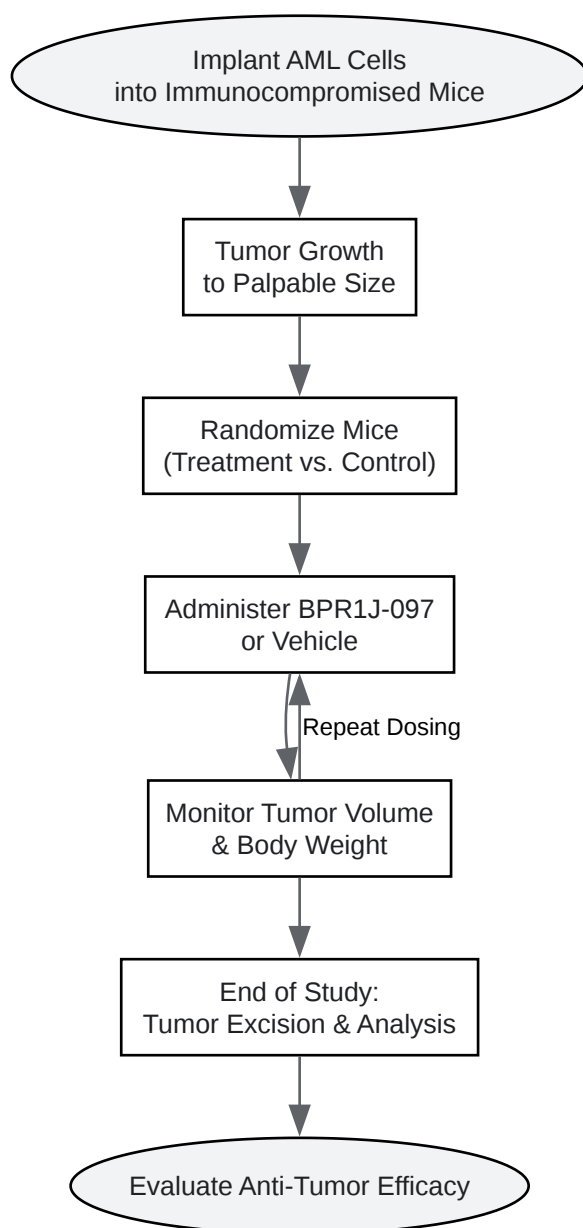 Implant AML Cells
into Immunocompromised Mice
Tumor Growth
to Palpable Size
Randomize Mice
(Treatment vs. Control)
Administer BPR1J-097
or Vehicle
Repeat Dosing
Monitor Tumor Volume
& Body Weight
End of Study:
Tumor Excision & Analysis
Evaluate Anti-Tumor Efficacy